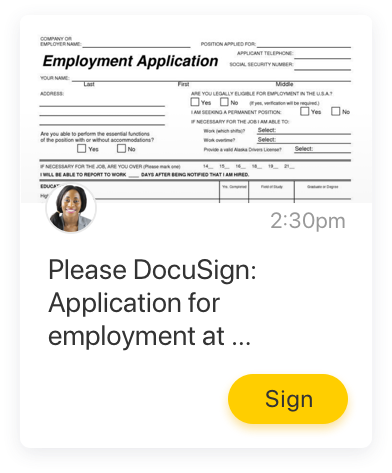 COMPANY OR
EMPLOYER NAME: POSITION APPLIED FOR:
Employment Application APPLICANT TELEPHONE:
SOCIAL SECURITY NUMBER:
YOUR NAME:
Last First Middle
ADDRESS: ARE YOU LEGALLY ELIGIBLE FOR EMPLOYMENT IN THE U.S.A.?
Yes No (If yes, verification will be required.)
I AM SEEKING A PERMANENT POSITION: Yes No
IF NECESSARY FOR THE JOB I AM ABLE TO:
Are you able to perform the essential functions Work (which shifts)? Select:
of the position with or without accommodations? Work overtime? Select:
Yes No Provide a valid Alaska Drivers License? Select:
IF NECESSARY FOR THE JOB, ARE YOU OVER (Please mark one) 14__ 15__ 16__ 18__ 19__ 21__
I WILL BE ABLE TO REPORT TO WORK ____ DAYS AFTER BEING NOTIFIED THAT I AM HIRED.
Yrs. Completed Field of Study Graduate or Degree
2:30pm
Please DocuSign:
Application for
employment at ...
Sign